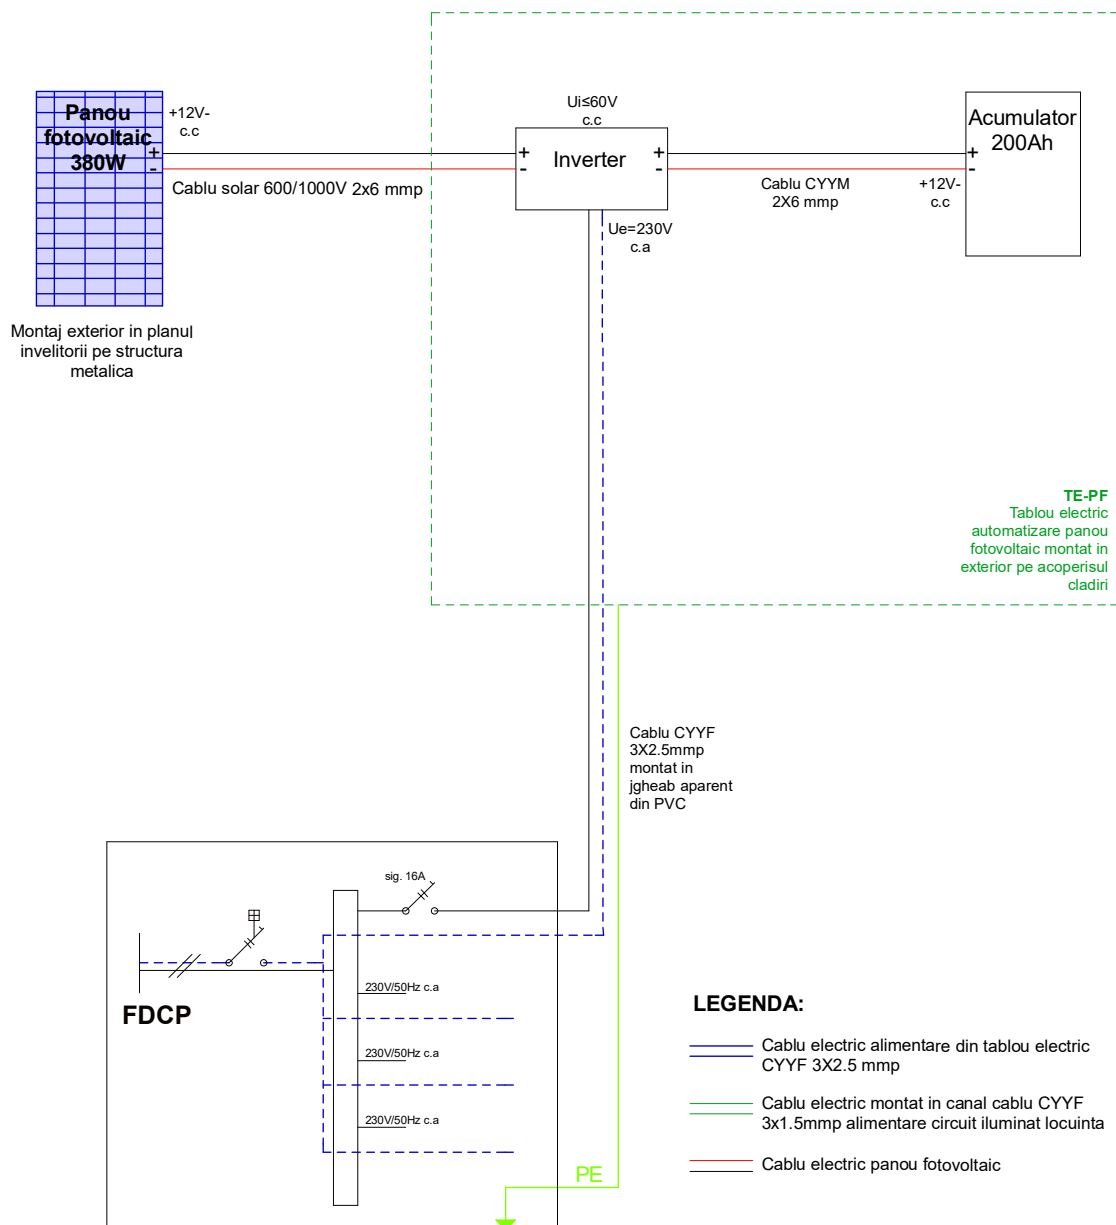 Panou
fotovoltaic
380W
+
-
+12V-
c.c
Cablu solar 600/1000V 2x6 mmp
Montaj exterior in planul
invelitorii pe structura
metalica
Ui≤60V
c.c
+
-
Inverter
+
-
Ue=230V
c.a
Cablu CYYM
2X6 mmp
+12V-
c.c
Acumulator
200Ah
+
-
TE-PF
Tablou electric
automatizare panou
fotovoltaic montat in
exterior pe acoperisul
cladiri
Cablu CYYF
3X2.5mmp
montat in
jgheab aparent
din PVC
sig. 16A
FDCP
230V/50Hz c.a
230V/50Hz c.a
230V/50Hz c.a
PE
LEGENDA:
Cablu electric alimentare din tablou electric
CYYF 3X2.5 mmp
Cablu electric montat in canal cablu CYYF
3x1.5mmp alimentare circuit iluminat locuinta
Cablu electric panou fotovoltaic